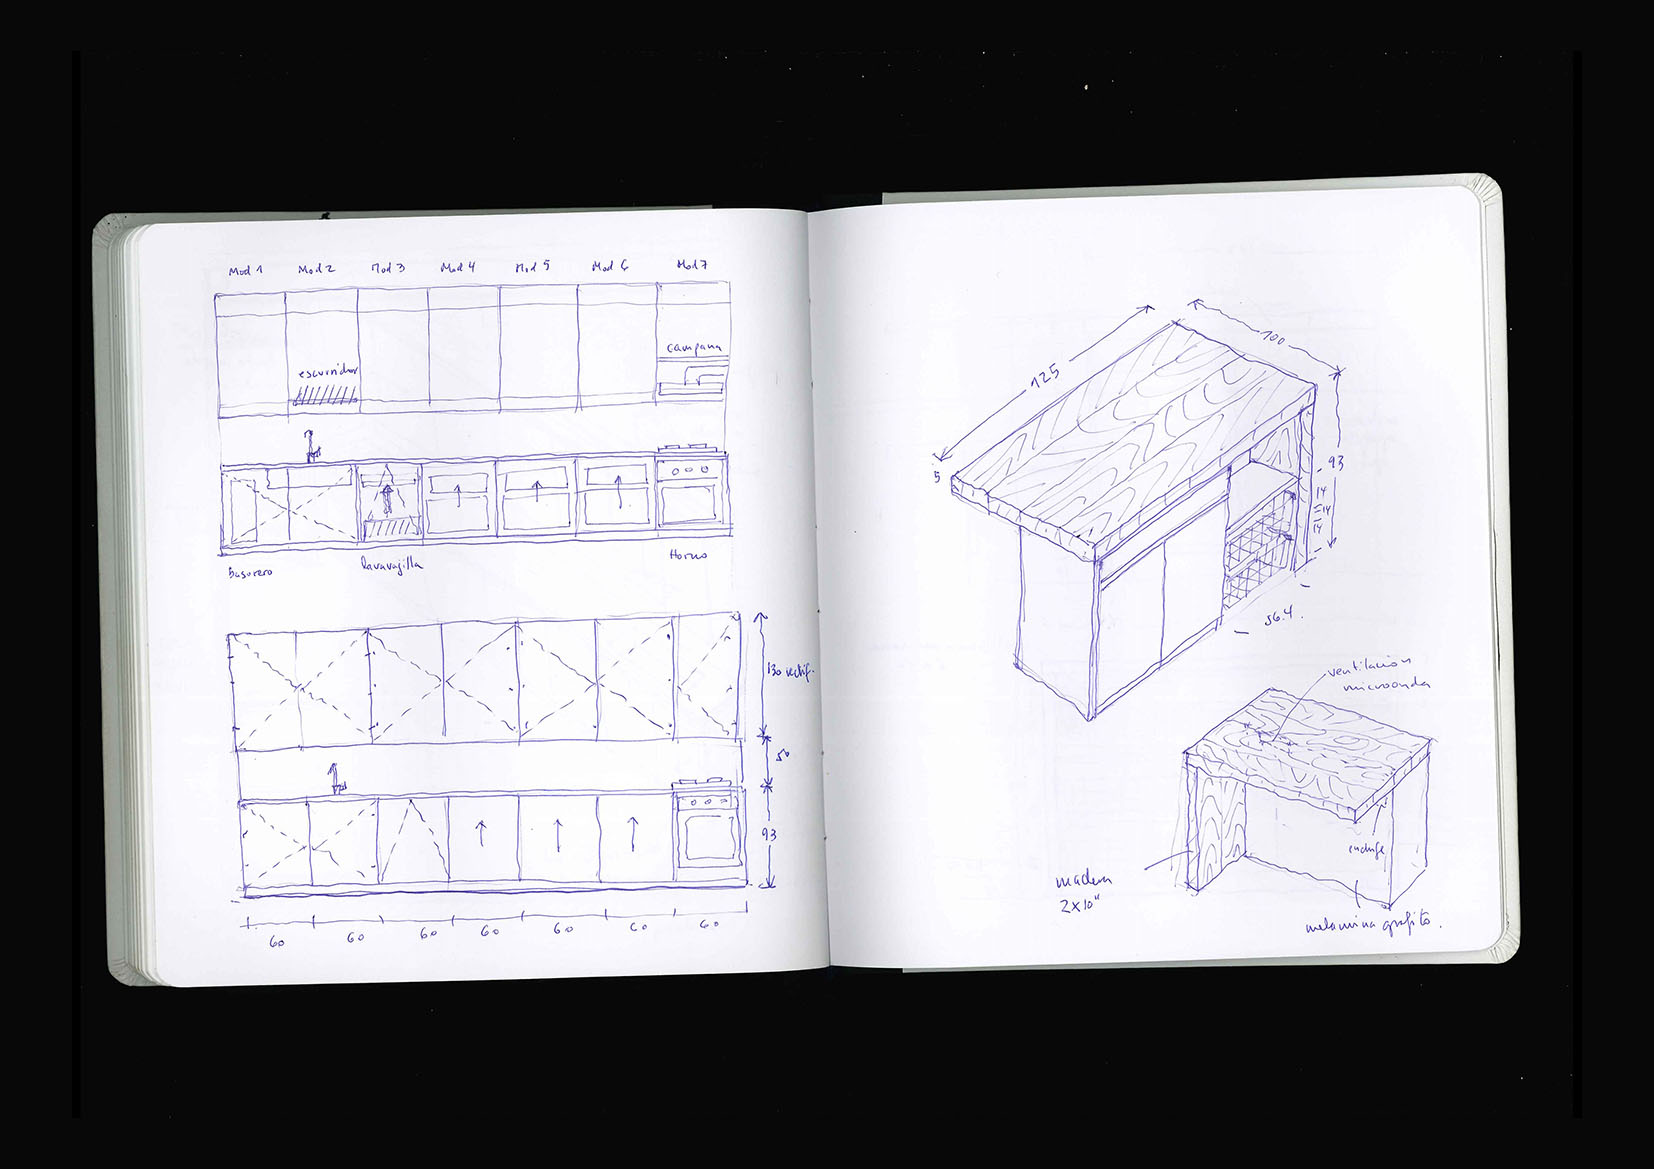 Mod 1 Mod 2 Mod 3 Mod 4 Mod 5 Mod 6 Mod 7
campana
escurridor
Basurero lavavajilla Horno
130 rectif.
50
93
60 60 60 60 60 60 60
125
100
5
93
14
14
14
56.4.
ventilacion
microonda
enchufe
madera
2x10"
melamina grafito.